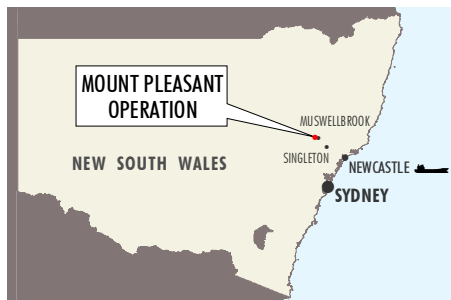 MOUNT PLEASANT
OPERATION
MUSWELLBROOK
SINGLETON
NEW SOUTH WALES
NEWCASTLE
SYDNEY